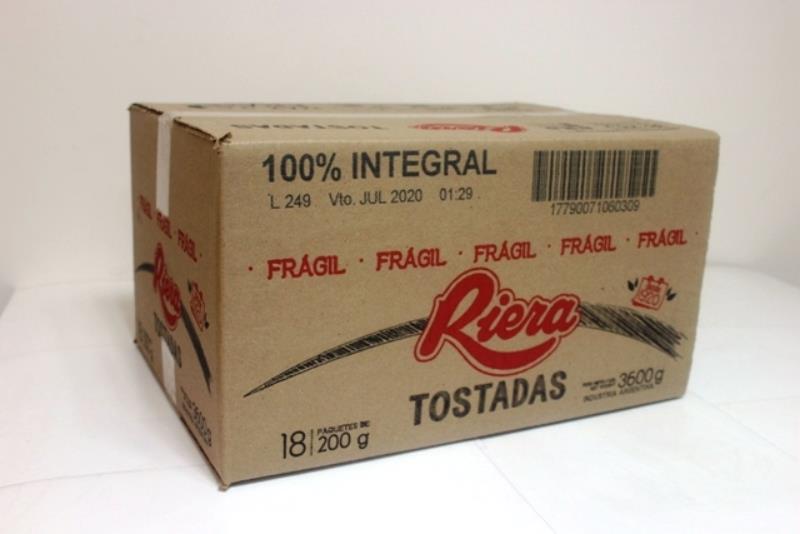 TOSTADAS Riera
100% INTEGRAL
L 249 Vto. JUL 2020 01:29
17790071060309
FRÁGIL · FRÁGIL
· FRÁGIL · FRÁGIL · FRÁGIL · FRÁGIL · FRÁGIL ·
Riera
Riera
TOSTADAS
3600g
INDUSTRIA ARGENTINA
18 PAQUETES DE:
200 g